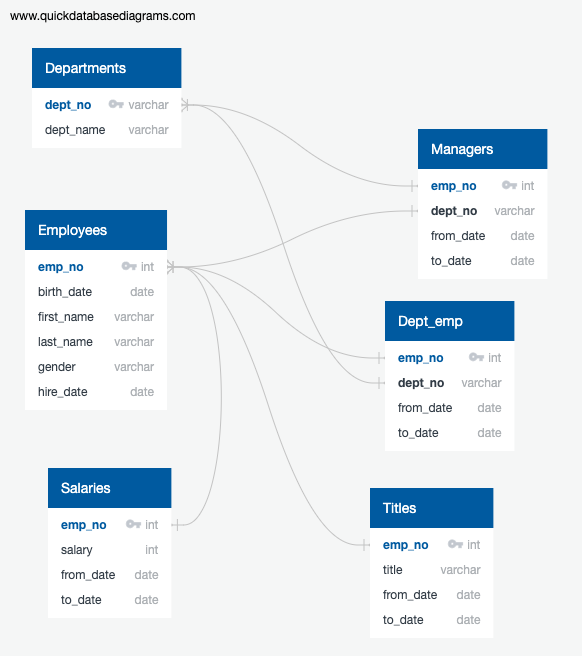 www.quickdatabasediagrams.com
Departments
dept_no varchar
dept_name varchar
Managers
emp_no int
dept_no varchar
from_date date
to_date date
Employees
emp_no int
birth_date date
first_name varchar
last_name varchar
gender varchar
hire_date date
Dept_emp
emp_no int
dept_no varchar
from_date date
to_date date
Salaries
emp_no int
salary int
from_date date
to_date date
Titles
emp_no int
title varchar
from_date date
to_date date